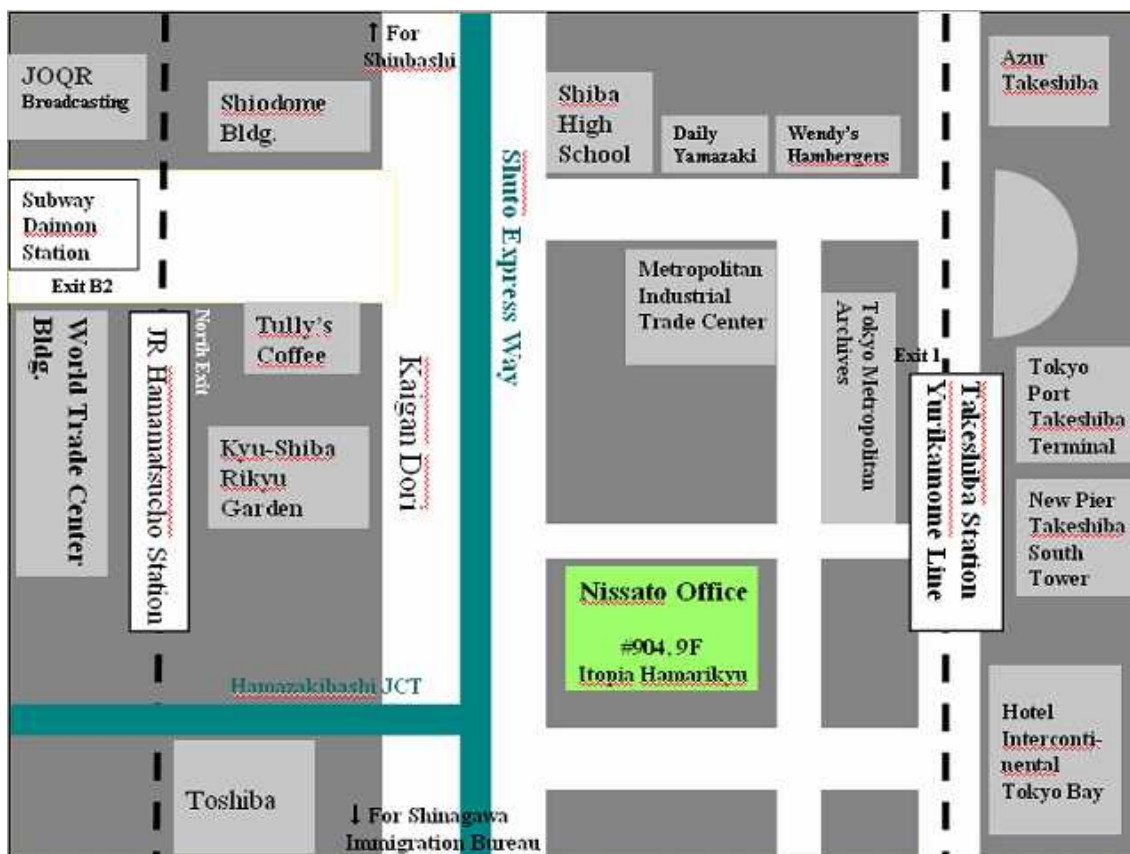 ↑ For
Shinbashi
JOQR
Broadcasting
Shiodome
Bldg.
Shiba
High
School
Daily
Yamazaki
Wendy's
Hambergers
Azur
Takeshiba
Subway
Daimon
Station
Exit B2
Shuto Express Way
Metropolitan
Industrial
Trade Center
Tokyo Metropolitan
Archives
Exit 1
World Trade Center
Bldg.
JR Hamamatsucho Station
North Exit
Tully's
Coffee
Kaigan Dori
Kyu-Shiba
Rikyu
Garden
Takeshiba Station
Yurikamome Line
Tokyo
Port
Takeshiba
Terminal
New Pier
Takeshiba
South
Tower
Nissato Office
#904. 9F
Itopia Hamarikyu
Hamazakibashi JCT
Hotel
Interconti-
nental
Tokyo Bay
Toshiba
↓ For Shinagawa
Immigration Bureau